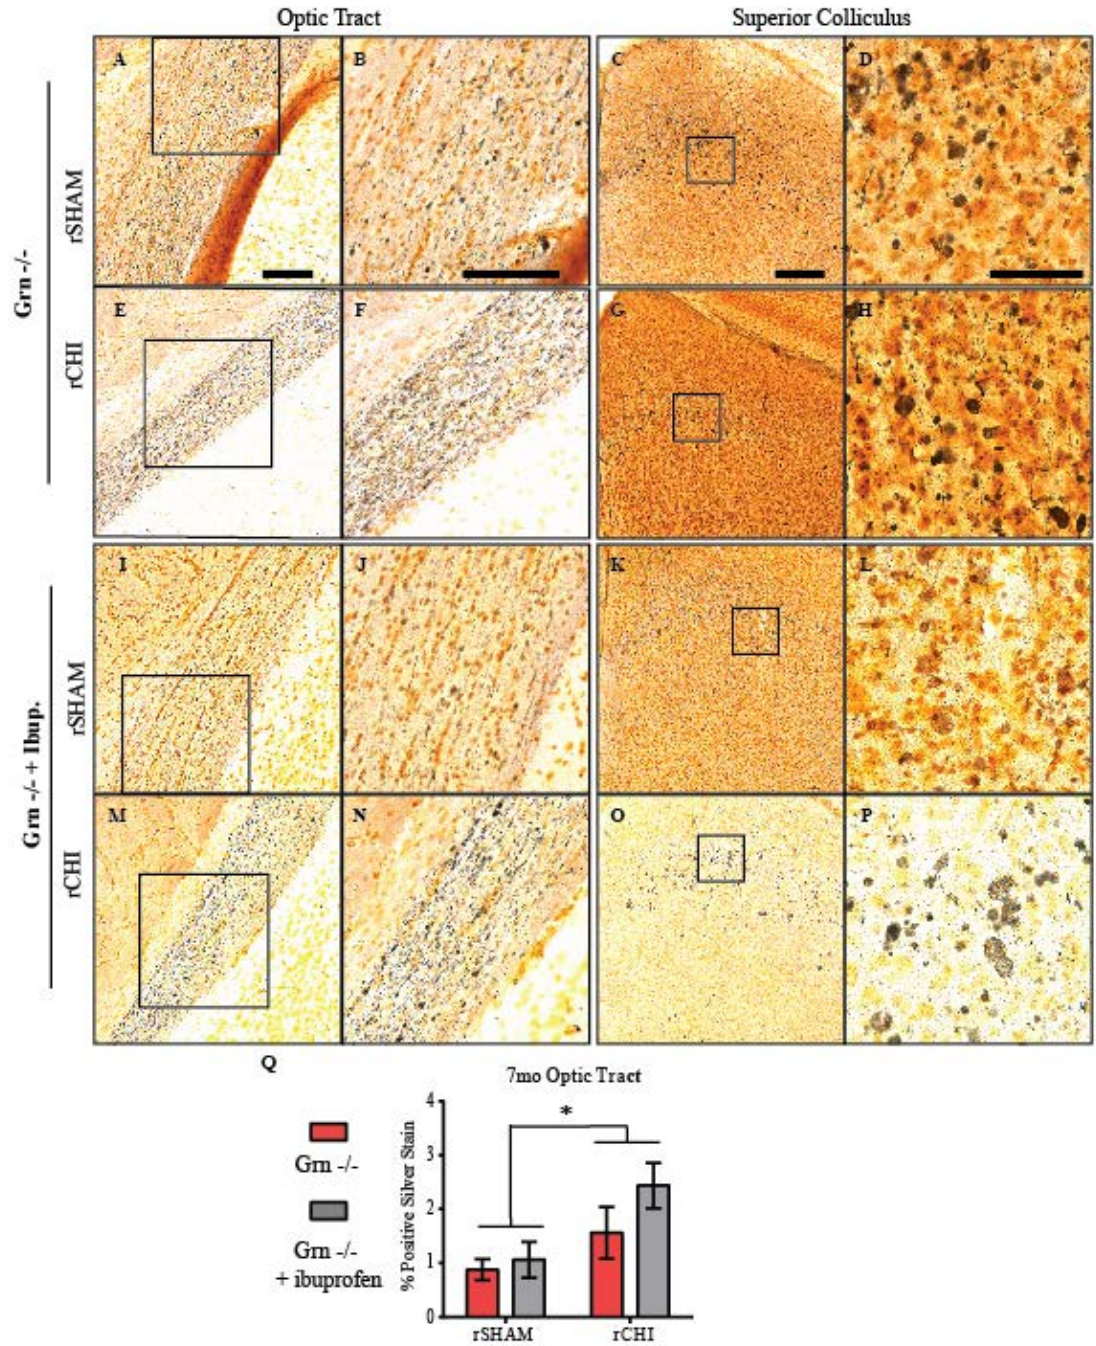 Optic Tract
Superior Colliculus
A
B
C
D
Grn -/-
rSHAM
E
F
G
H
rCHI
I
J
K
L
Grn -/- + Ibup.
rSHAM
M
N
O
P
rCHI
Q
7mo Optic Tract
% Positive Silver Stain
4
3
2
1
0
*
Grn -/-
Grn -/-
+ ibuprofen
rSHAM
rCHI